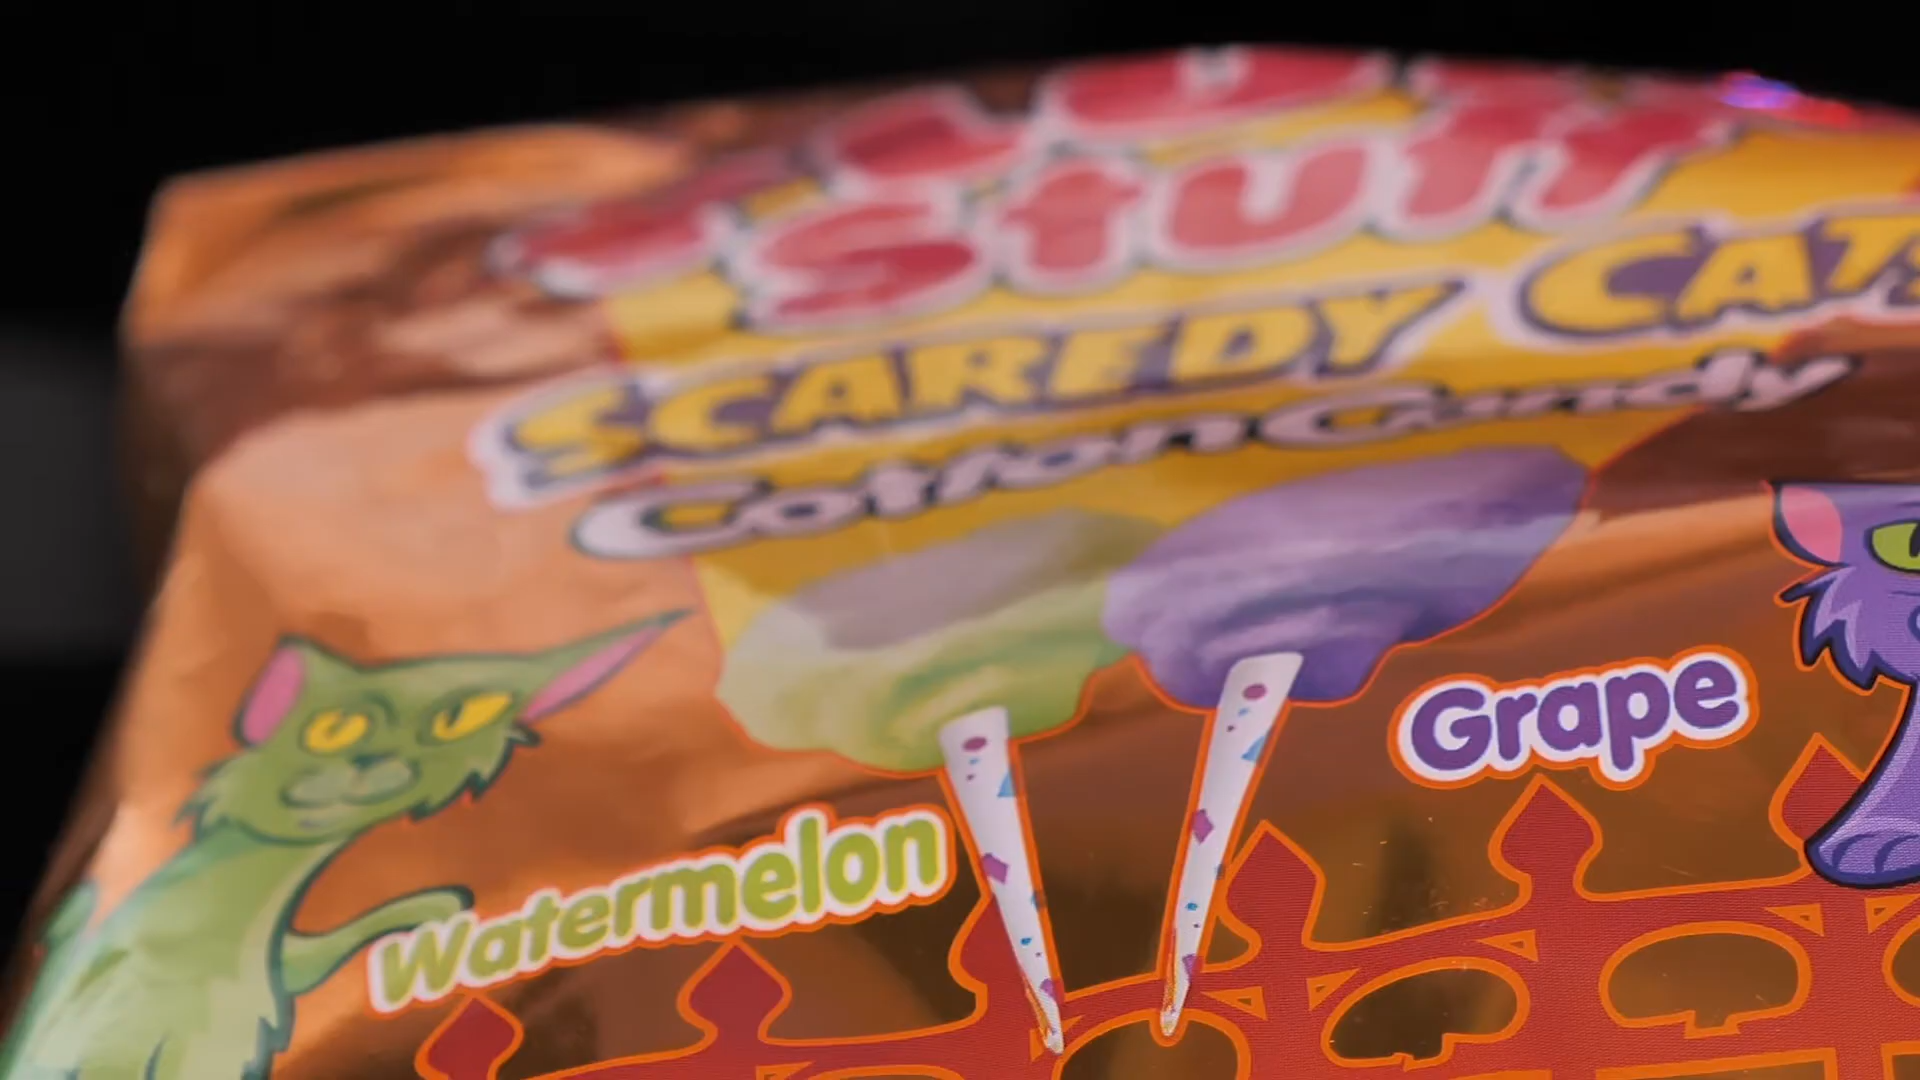 Stuff
SCAREDY CATS
Cotton Candy
Grape
Watermelon